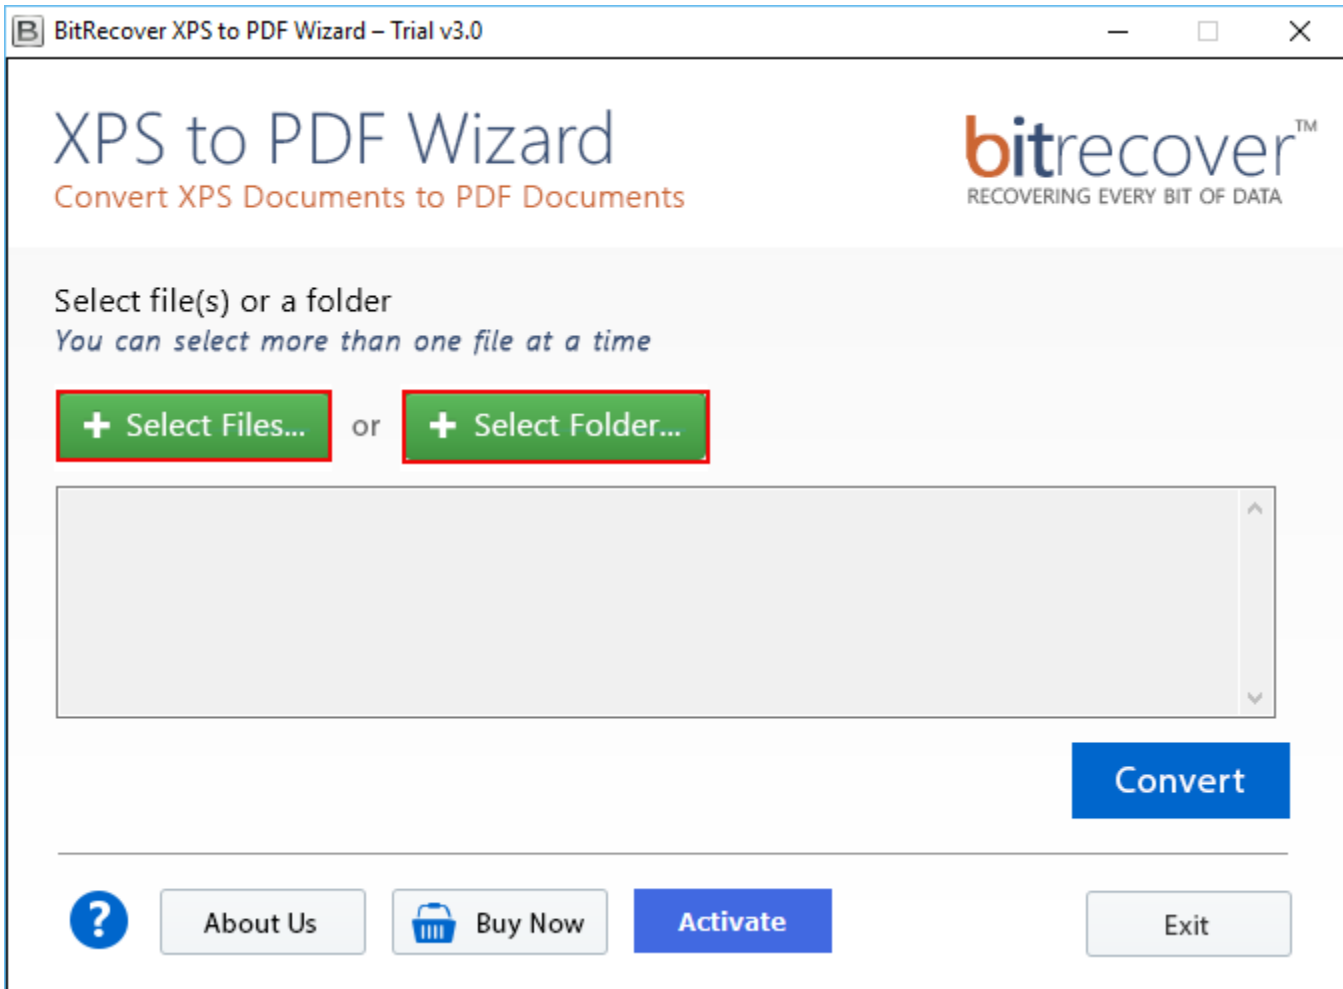 BitRecover XPS to PDF Wizard – Trial v3.0
XPS to PDF Wizard
Convert XPS Documents to PDF Documents
bitrecover™
RECOVERING EVERY BIT OF DATA
Select file(s) or a folder
You can select more than one file at a time
+ Select Files... or + Select Folder...
Convert
? About Us Buy Now Activate Exit